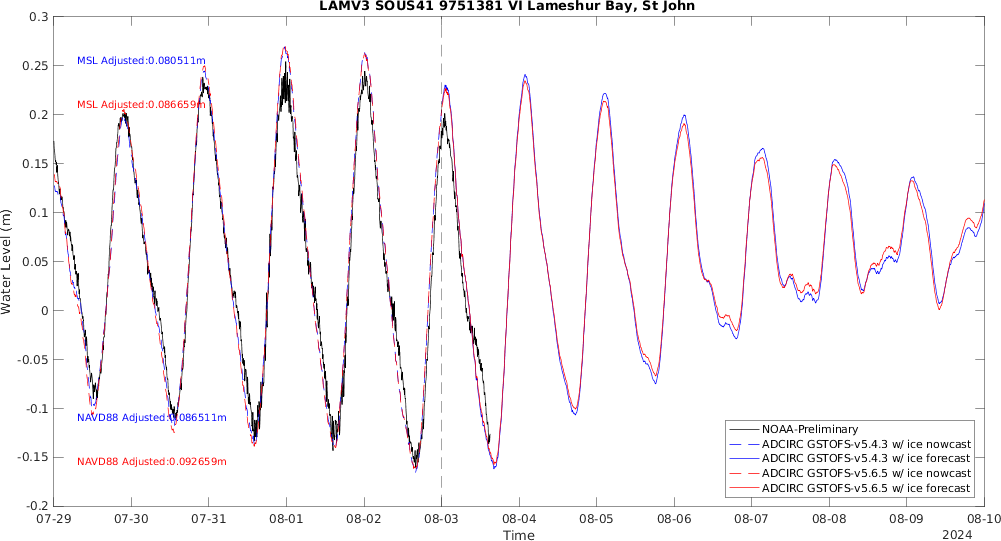 LAMV3 SOUS41 9751381 VI Lameshur Bay, St John
0.3
0.25
0.2
0.15
0.1
0.05
0
-0.05
-0.1
-0.15
-0.2
Water Level (m)
MSL Adjusted:0.080511m
MSL Adjusted:0.086659m
NAVD88 Adjusted:0.086511m
NAVD88 Adjusted:0.092659m
NOAA-Preliminary
ADCIRC GSTOFS-v5.4.3 w/ ice nowcast
ADCIRC GSTOFS-v5.4.3 w/ ice forecast
ADCIRC GSTOFS-v5.6.5 w/ ice nowcast
ADCIRC GSTOFS-v5.6.5 w/ ice forecast
07-29 07-30 07-31 08-01 08-02 08-03 08-04 08-05 08-06 08-07 08-08 08-09 08-10
Time
2024